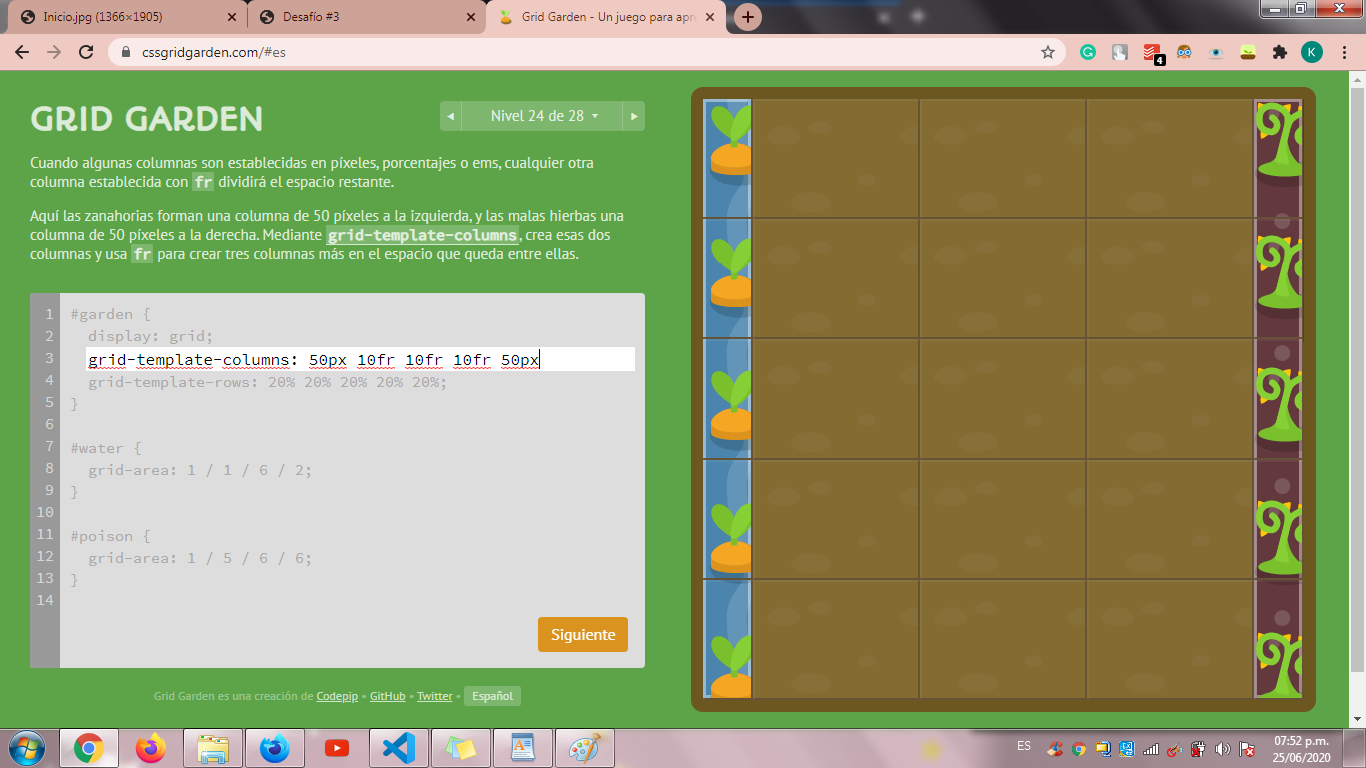 Inicio.jpg (1366×1905)
Desafío #3
Grid Garden - Un juego para apr
cssgridgarden.com/#es
4
K
GRID GARDEN
◄ Nivel 24 de 28 ▼ ►
Cuando algunas columnas son establecidas en píxeles, porcentajes o ems, cualquier otra
columna establecida con fr dividirá el espacio restante.
Aquí las zanahorias forman una columna de 50 píxeles a la izquierda, y las malas hierbas una
columna de 50 píxeles a la derecha. Mediante grid-template-columns, crea esas dos
columnas y usa fr para crear tres columnas más en el espacio que queda entre ellas.
1 #garden {
2 display: grid;
3 grid-template-columns: 50px 10fr 10fr 10fr 50px
4 grid-template-rows: 20% 20% 20% 20% 20%;
5 }
6
7 #water {
8 grid-area: 1 / 1 / 6 / 2;
9 }
10
11 #poison {
12 grid-area: 1 / 5 / 6 / 6;
13 }
14
Siguiente
Grid Garden es una creación de Codepip • GitHub • Twitter • Español
ES
07:52 p.m.
25/06/2020